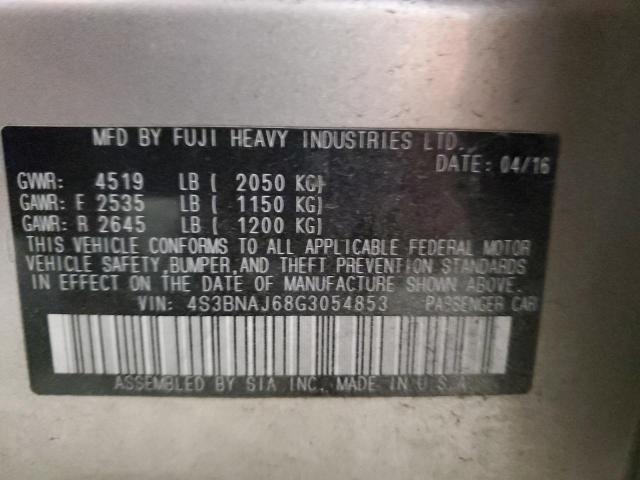 MFD BY FUJI HEAVY INDUSTRIES LTD.
DATE: 04/16
GVWR: 4519 LB ( 2050 KG)
GAWR: F 2535 LB ( 1150 KG)
GAWR: R 2645 LB ( 1200 KG)
THIS VEHICLE CONFORMS TO ALL APPLICABLE FEDERAL MOTOR
VEHICLE SAFETY, BUMPER, AND THEFT PREVENTION STANDARDS
IN EFFECT ON THE DATE OF MANUFACTURE SHOWN ABOVE.
VIN: 4S3BNAJ68G3054853 PASSENGER CAR
ASSEMBLED BY SIA INC. MADE IN U.S.A.